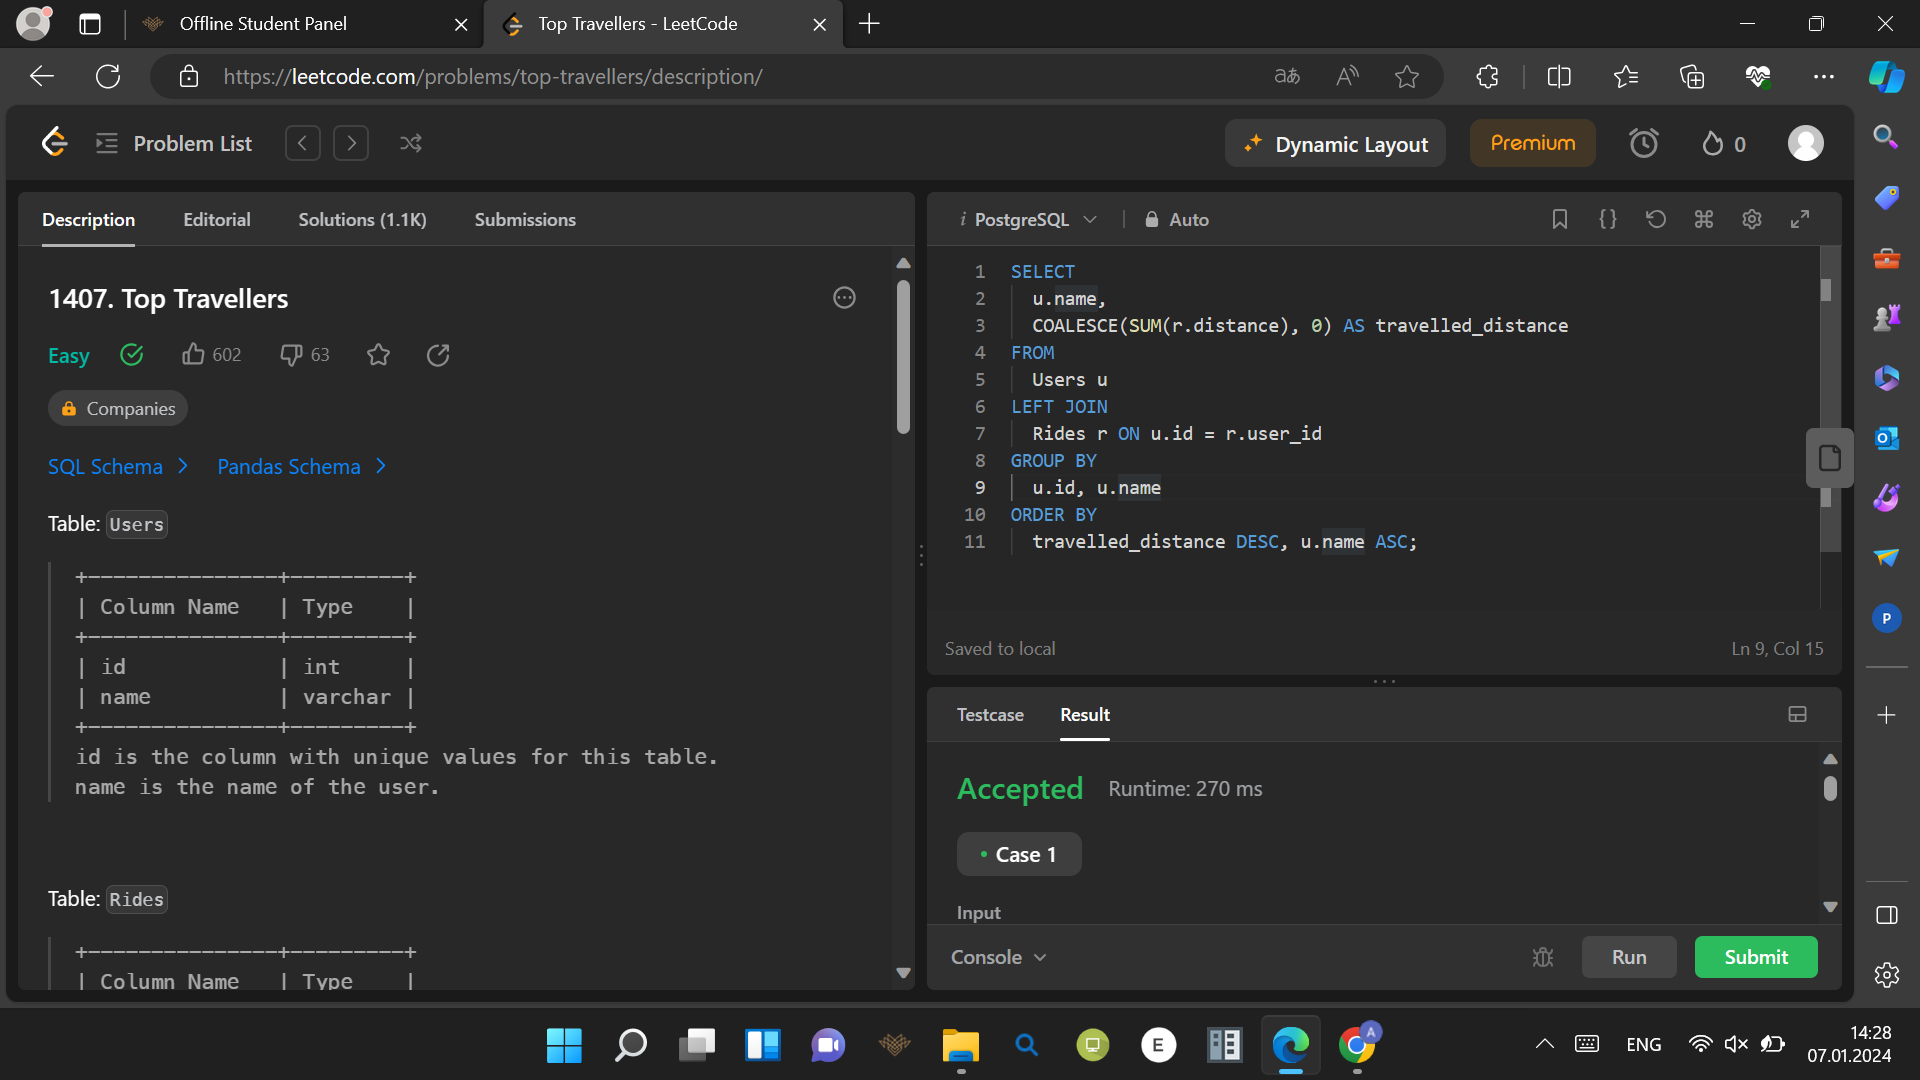 Offline Student Panel
Top Travellers - LeetCode
https://leetcode.com/problems/top-travellers/description/
Problem List
Dynamic Layout
Premium
0
Description Editorial Solutions (1.1K) Submissions
1407. Top Travellers
Easy 602 63
Companies
SQL Schema Pandas Schema
Table: Users
+---------------+---------+
| Column Name   | Type    |
+---------------+---------+
| id            | int     |
| name          | varchar |
+---------------+---------+
id is the column with unique values for this table.
name is the name of the user.
Table: Rides
+---------------+---------+
| Column Name   | Type    |
i PostgreSQL Auto
1 SELECT
2 u.name,
3 COALESCE(SUM(r.distance), 0) AS travelled_distance
4 FROM
5 Users u
6 LEFT JOIN
7 Rides r ON u.id = r.user_id
8 GROUP BY
9 u.id, u.name
10 ORDER BY
11 travelled_distance DESC, u.name ASC;
Saved to local
Ln 9, Col 15
Testcase Result
Accepted Runtime: 270 ms
• Case 1
Input
Console
Run
Submit
P
E
A
ENG
14:28
07.01.2024